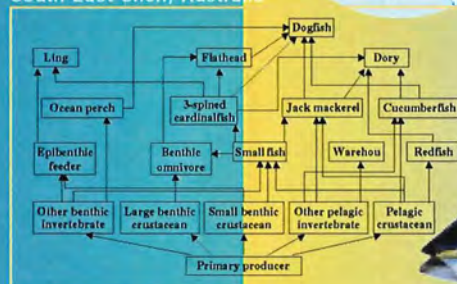 Dogfish
Ling
Flathead
Dory
Ocean perch
3-spined
cardinalfish
Jack mackerel
Cucumberfish
Epibenthic
feeder
Benthic
omnivore
Small fish
Warehou
Redfish
Other benthic
invertebrate
Large benthic
crustacean
Small benthic
crustacean
Other pelagic
invertebrate
Pelagic
crustacean
Primary producer